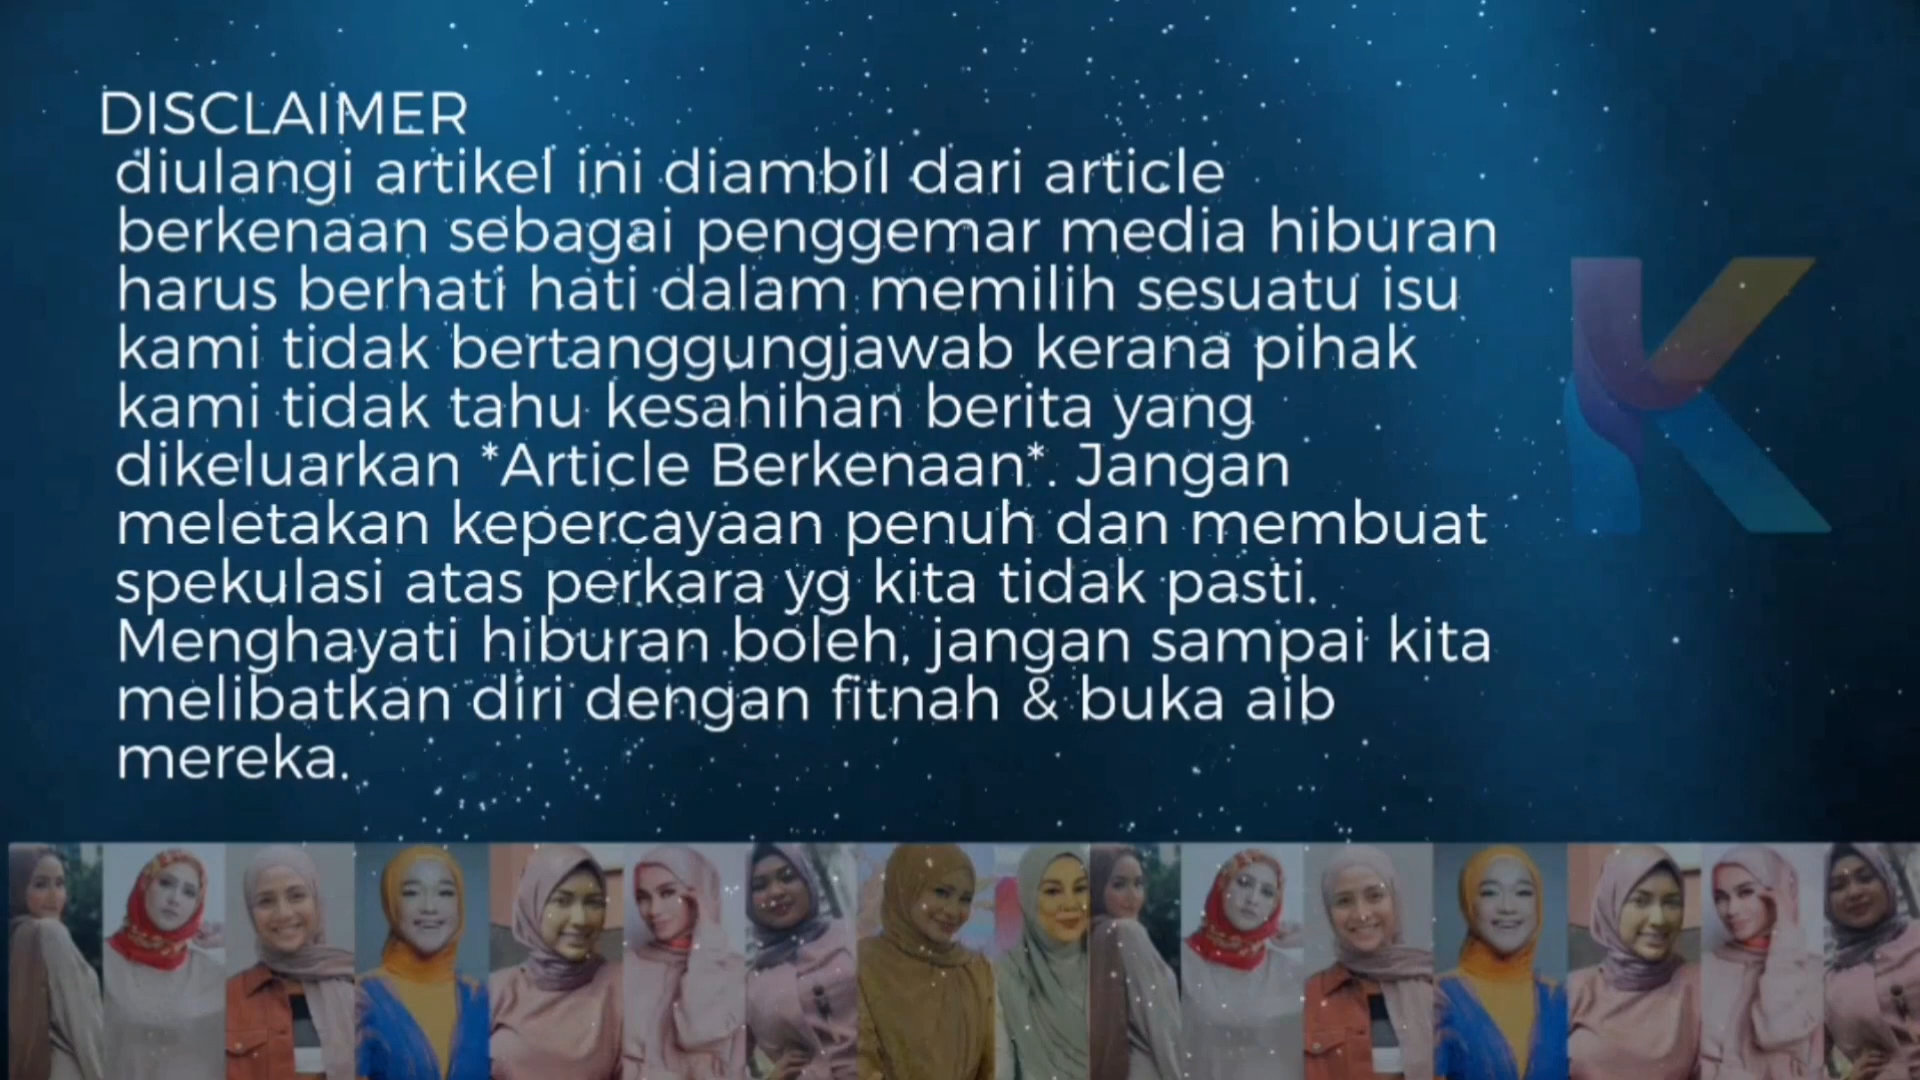 DISCLAIMER
diulangi artikel ini diambil dari article
berkenaan sebagai penggemar media hiburan
harus berhati hati dalam memilih sesuatu isu
kami tidak bertanggungjawab kerana pihak
kami tidak tahu kesahihan berita yang
dikeluarkan *Article Berkenaan*. Jangan
meletakan kepercayaan penuh dan membuat
spekulasi atas perkara yg kita tidak pasti.
Menghayati hiburan boleh, jangan sampai kita
melibatkan diri dengan fitnah & buka aib
mereka.
K